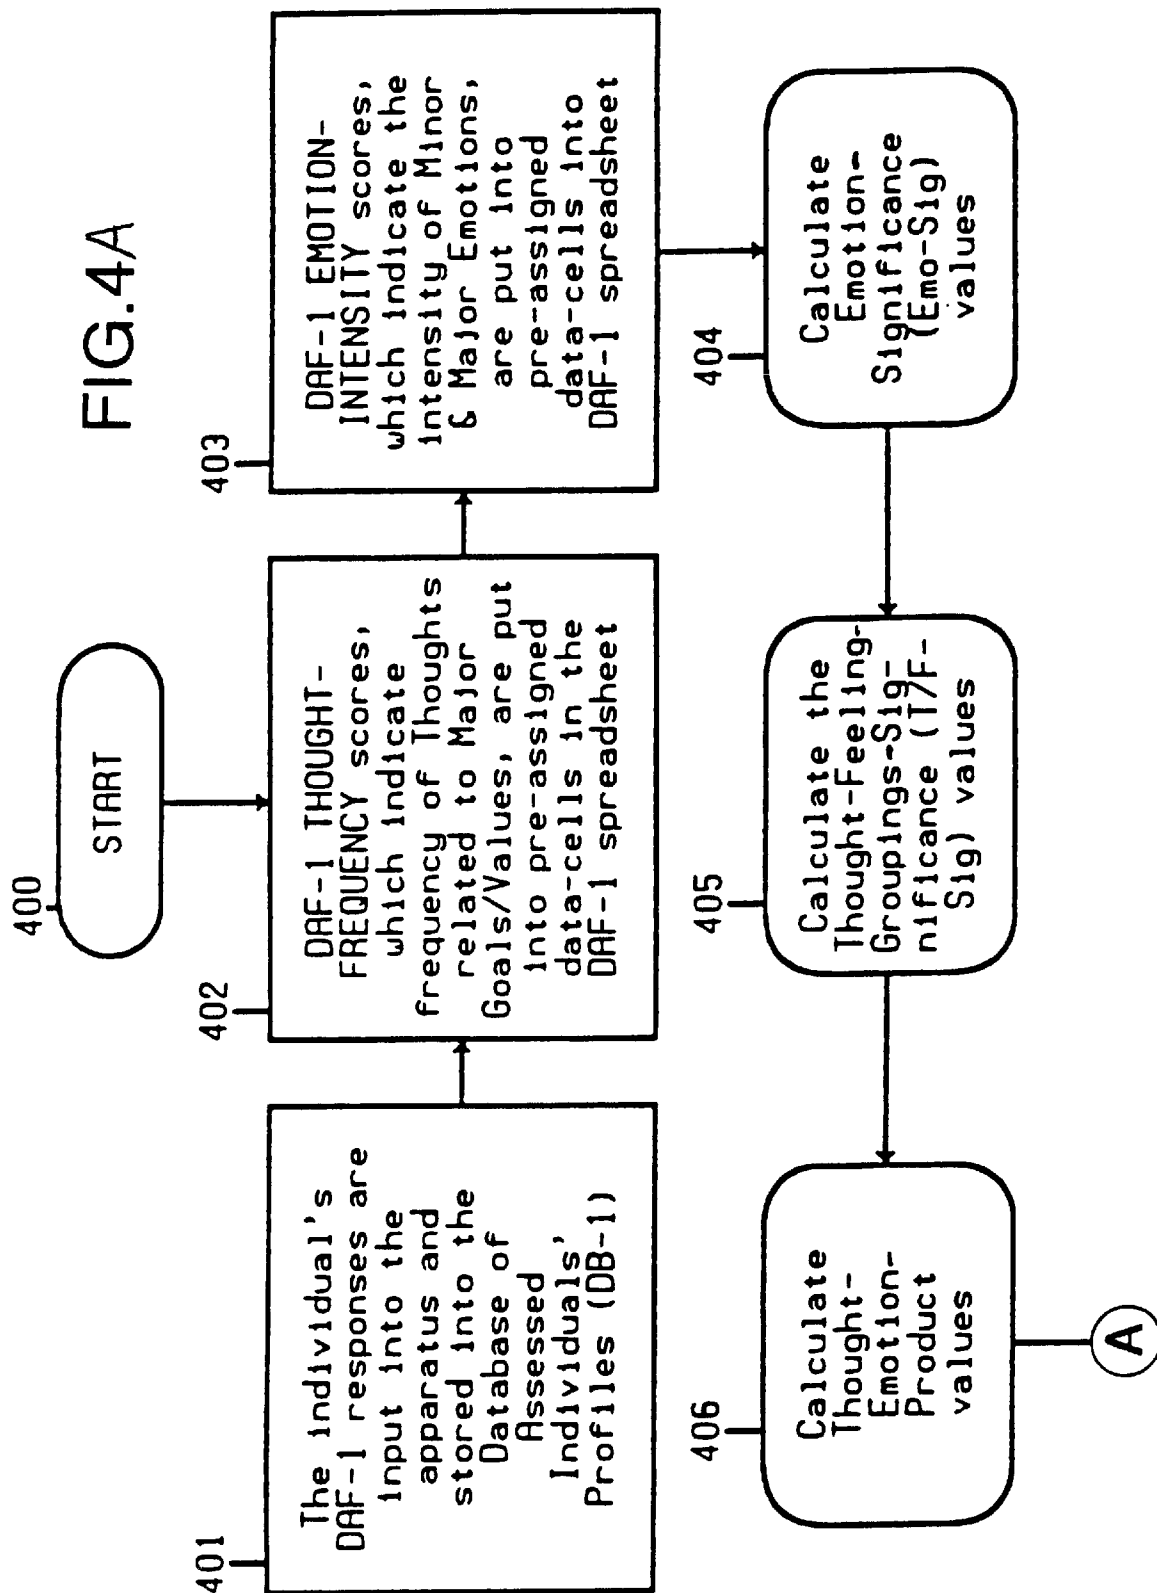 FIG.4A
400
START
401
The individual's
DAF-1 responses are
input into the
apparatus and
stored into the
Database of
Assessed
Individuals'
Profiles (DB-1)
402
DAF-1 THOUGHT-
FREQUENCY scores,
which indicate
frequency of Thoughts
related to Major
Goals/Values, are put
into pre-assigned
data-cells in the
DAF-1 spreadsheet
403
DAF-1 EMOTION-
INTENSITY scores,
which indicate the
intensity of Minor
& Major Emotions,
are put into
pre-assigned
data-cells into
DAF-1 spreadsheet
404
Calculate
Emotion-
Significance
(Emo-Sig)
values
405
Calculate the
Thought-Feeling-
Groupings-Sig-
nificance (T/F-
Sig) values
406
Calculate
Thought-
Emotion-
Product
values
A